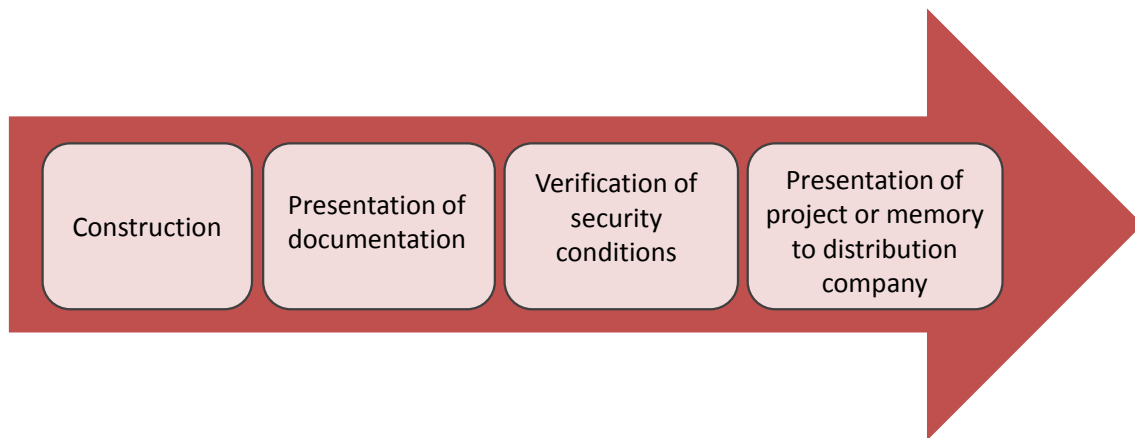 Construction
Presentation of
documentation
Verification of
security
conditions
Presentation of
project or memory
to distribution
company